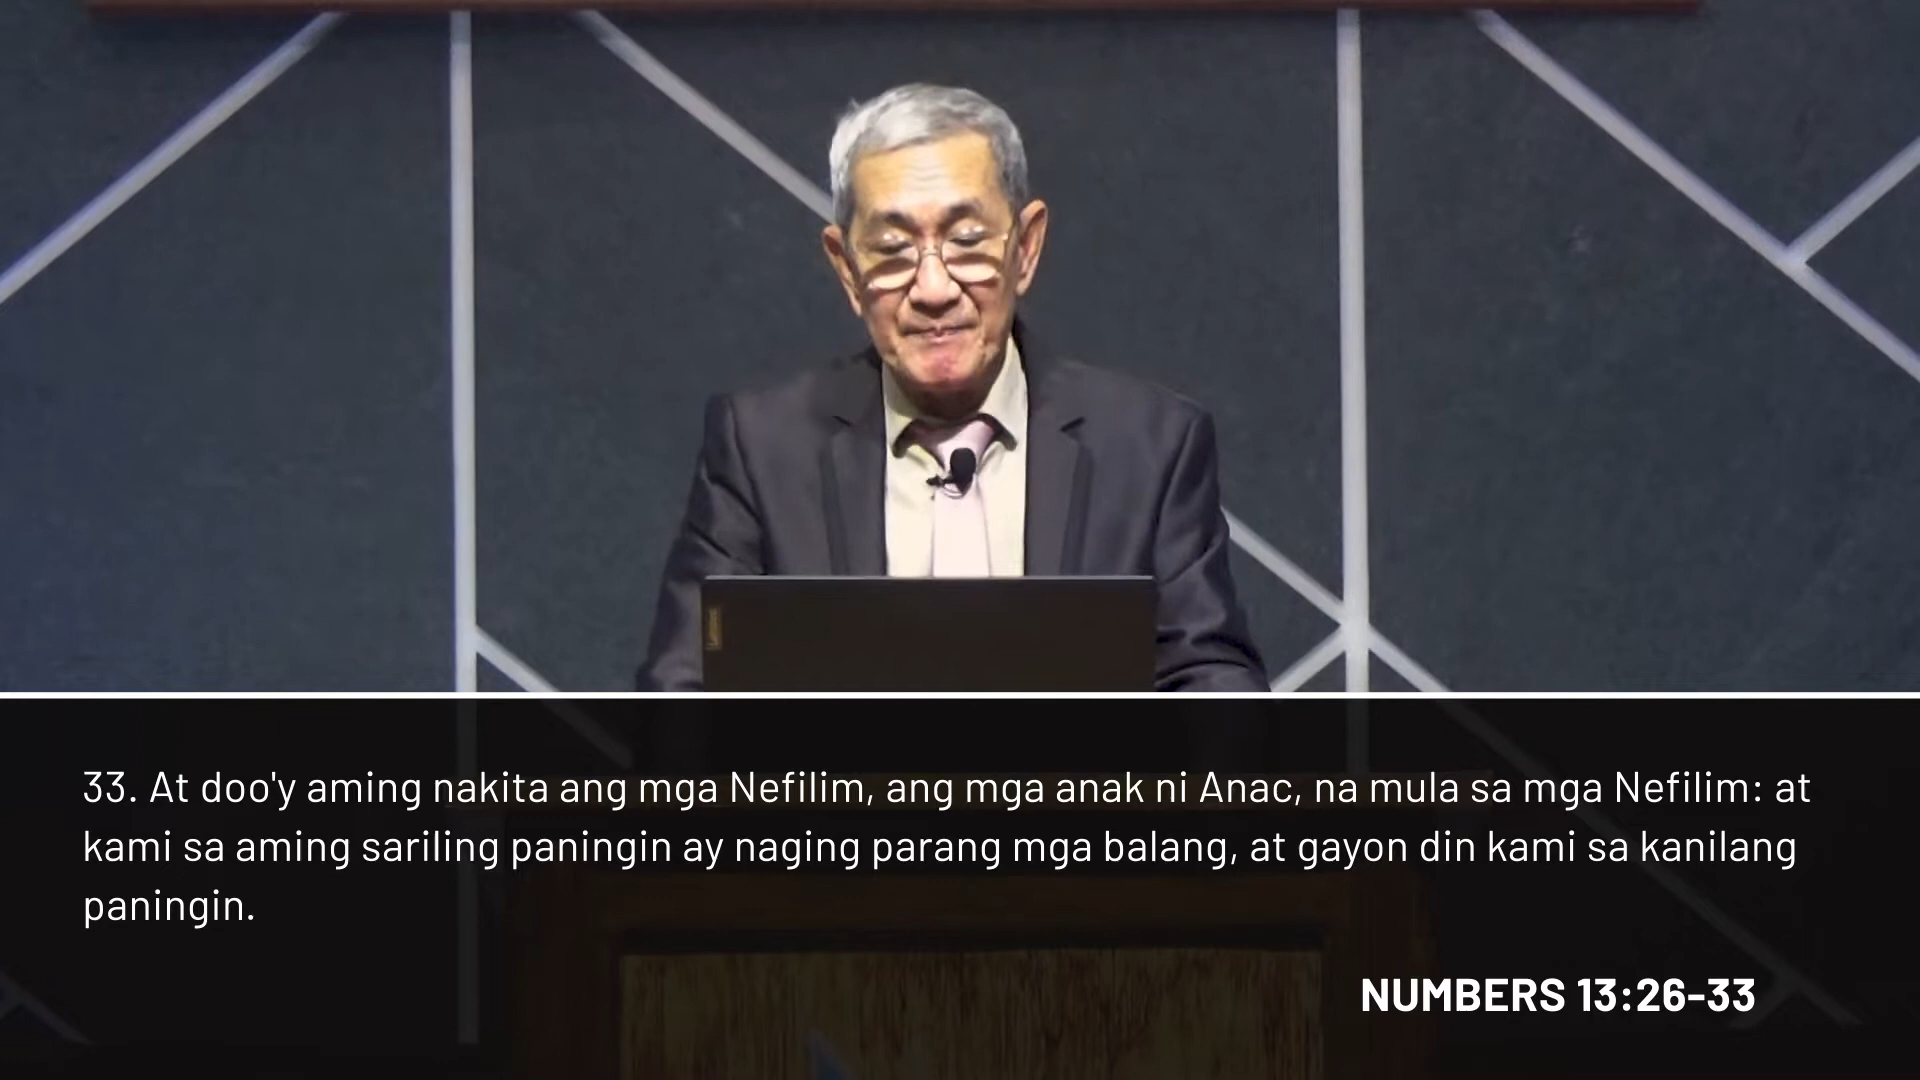 Lenovo
33. At doo'y aming nakita ang mga Nefilim, ang mga anak ni Anac, na mula sa mga Nefilim: at
kami sa aming sariling paningin ay naging parang mga balang, at gayon din kami sa kanilang
paningin.
NUMBERS 13:26-33